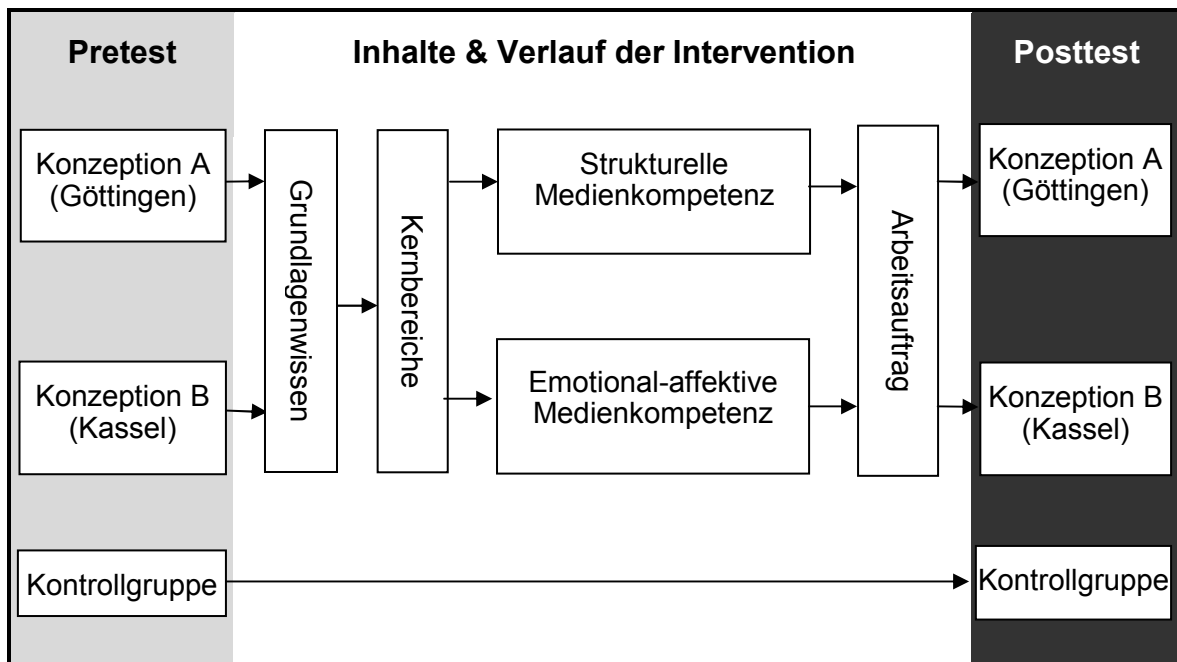 Pretest
Inhalte & Verlauf der Intervention
Posttest
Konzeption A
(Göttingen)
Grundlagenwissen
Kernbereiche
Strukturelle
Medienkompetenz
Arbeitsauftrag
Konzeption A
(Göttingen)
Konzeption B
(Kassel)
Emotional-affektive
Medienkompetenz
Konzeption B
(Kassel)
Kontrollgruppe
Kontrollgruppe